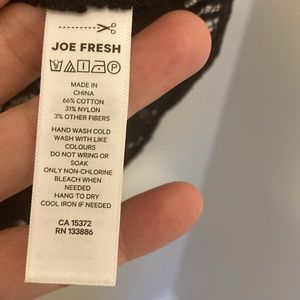 JOE FRESH
MADE IN
CHINA
66% COTTON
31% NYLON
3% OTHER FIBERS
HAND WASH COLD
WASH WITH LIKE
COLOURS
DO NOT WRING OR
SOAK
ONLY NON-CHLORINE
BLEACH WHEN
NEEDED
HANG TO DRY
COOL IRON IF NEEDED
CA 15372
RN 133886